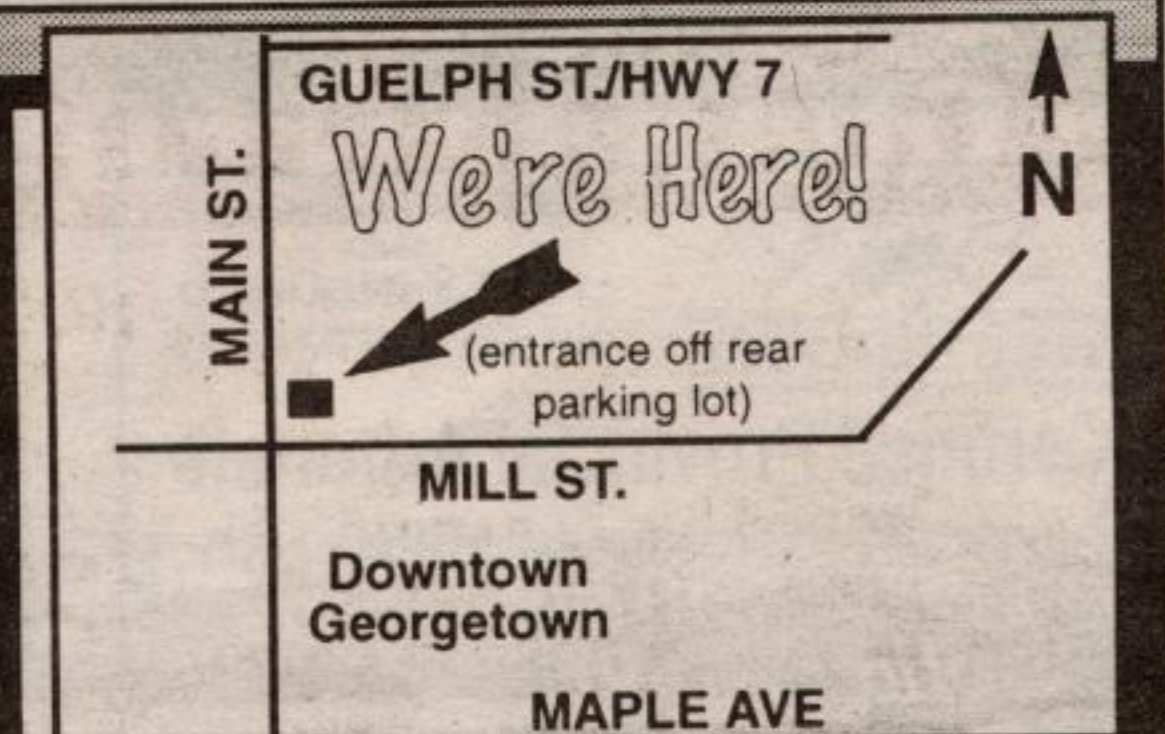 GUELPH ST./HWY 7
We're Here!
N
MAIN ST.
(entrance off rear
parking lot)
MILL ST.
Downtown
Georgetown
MAPLE AVE